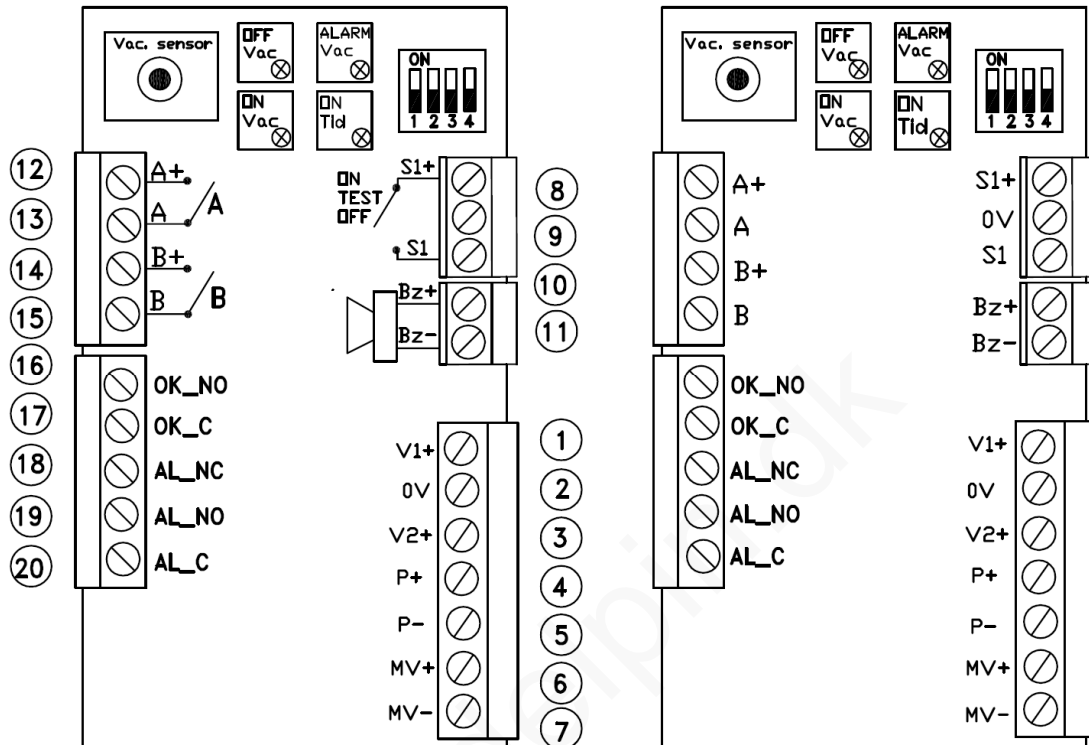 Vac. sensor
OFF
Vac
ALARM
Vac
ON
Vac
ON
Tid
ON
1 2 3 4
12
13
14
15
16
17
18
19
20
A+
A
B+
B
A
B
OK_NO
OK_C
AL_NC
AL_NO
AL_C
ON
TEST
OFF
S1+
S1
Bz+
Bz-
V1+
0V
V2+
P+
P-
MV+
MV-
8
9
10
11
1
2
3
4
5
6
7
Vac. sensor
OFF
Vac
ALARM
Vac
ON
Vac
ON
Tid
ON
1 2 3 4
A+
A
B+
B
OK_NO
OK_C
AL_NC
AL_NO
AL_C
S1+
0V
S1
Bz+
Bz-
V1+
0V
V2+
P+
P-
MV+
MV-